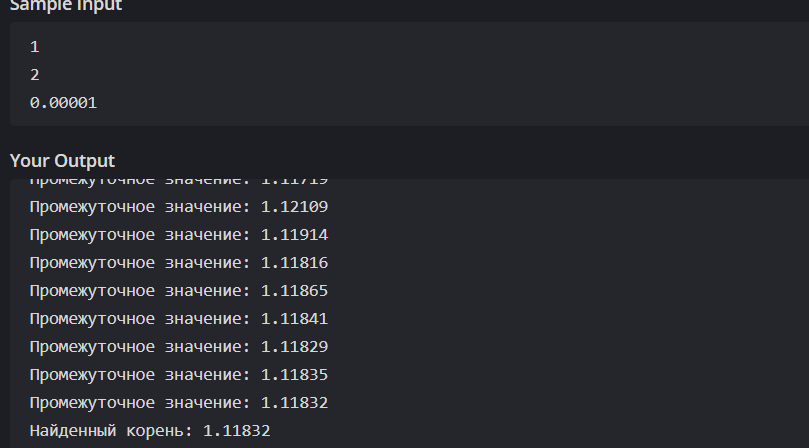 Sample Input
1
2
0.00001
Your Output
Промежуточное значение: 1.11719
Промежуточное значение: 1.12109
Промежуточное значение: 1.11914
Промежуточное значение: 1.11816
Промежуточное значение: 1.11865
Промежуточное значение: 1.11841
Промежуточное значение: 1.11829
Промежуточное значение: 1.11835
Промежуточное значение: 1.11832
Найденный корень: 1.11832